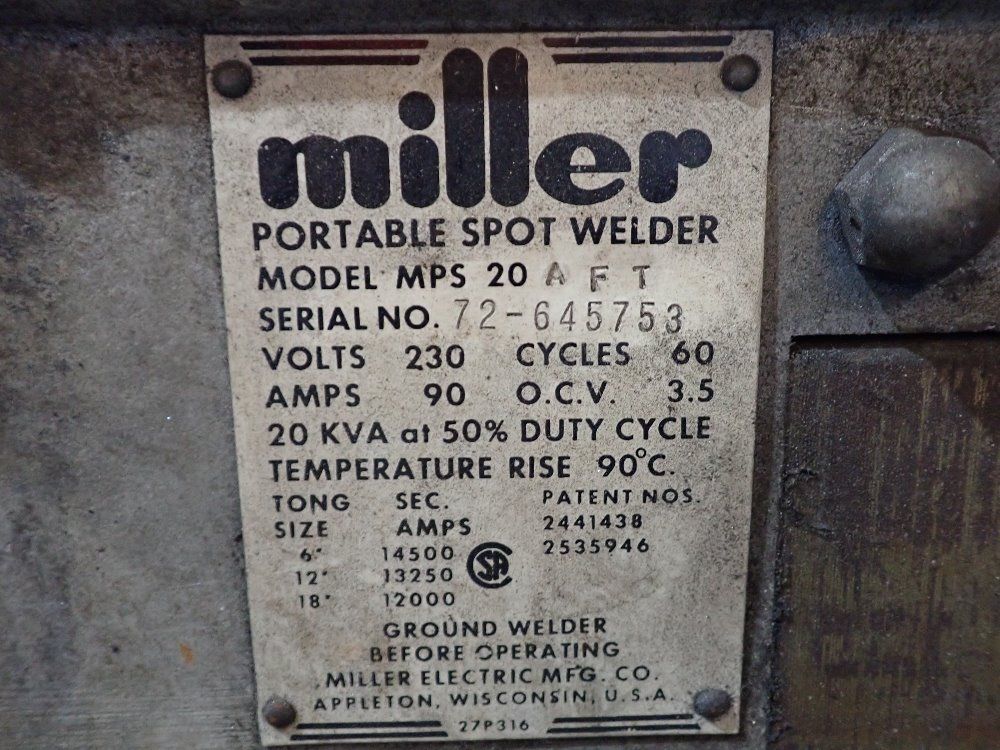 miller
PORTABLE SPOT WELDER
MODEL MPS 20 A F T
SERIAL NO. 72-645753
VOLTS 230 CYCLES 60
AMPS 90 O.C.V. 3.5
20 KVA at 50% DUTY CYCLE
TEMPERATURE RISE 90°C.
TONG SIZE SEC. AMPS
6" 14500
12" 13250
18" 12000
PATENT NOS.
2441438
2535946
SA
GROUND WELDER
BEFORE OPERATING
MILLER ELECTRIC MFG. CO.
APPLETON, WISCONSIN, U.S.A.
27P316